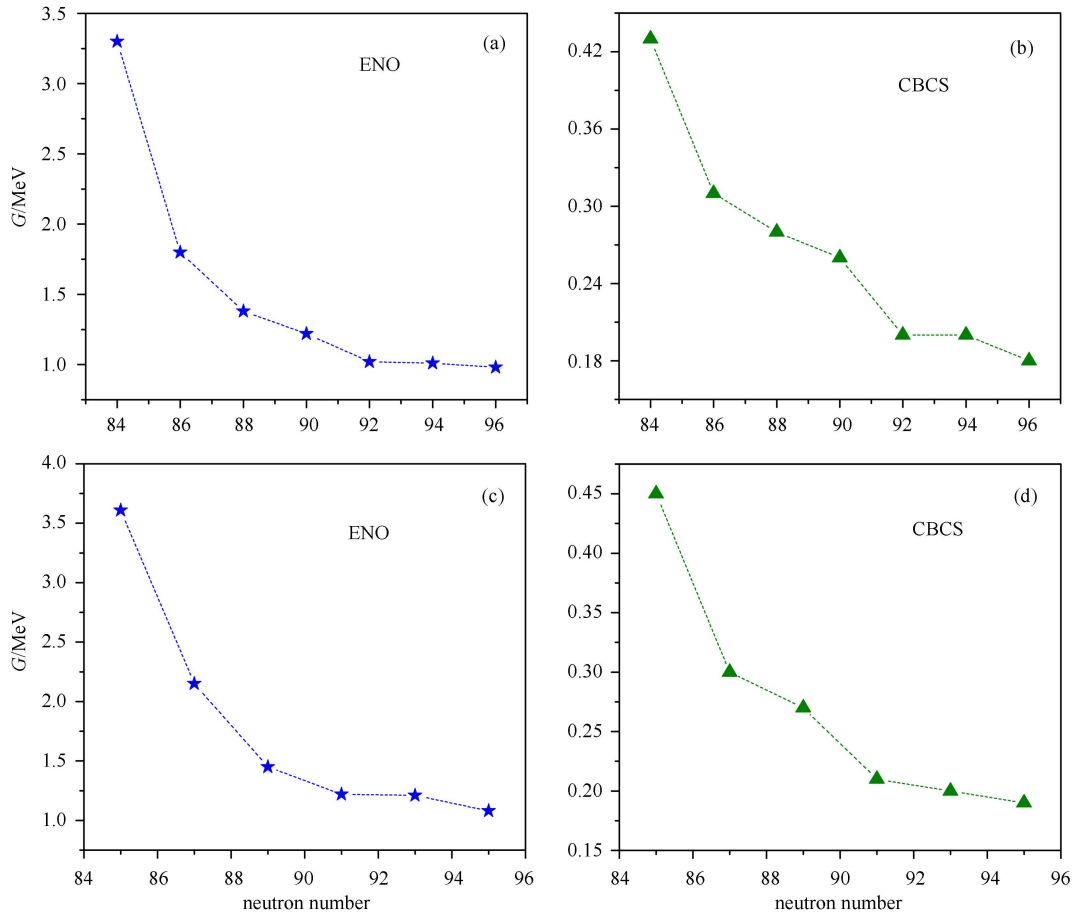 3.5
3.0
2.5
2.0
1.5
1.0
G/MeV
(a)
ENO
84 86 88 90 92 94 96
0.42
0.36
0.30
0.24
0.18
(b)
CBCS
84 86 88 90 92 94 96
4.0
3.5
3.0
2.5
2.0
1.5
1.0
G/MeV
(c)
ENO
84 86 88 90 92 94 96
neutron number
0.45
0.40
0.35
0.30
0.25
0.20
0.15
(d)
CBCS
84 86 88 90 92 94 96
neutron number